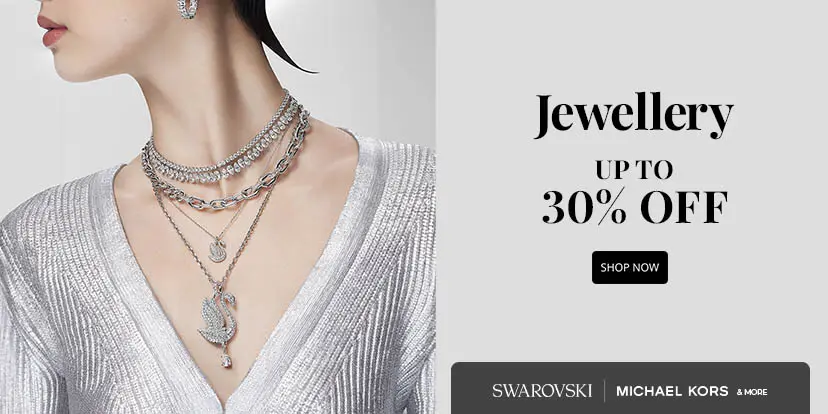 Jewellery
UP TO
30% OFF
SHOP NOW
SWAROVSKI | MICHAEL KORS & MORE